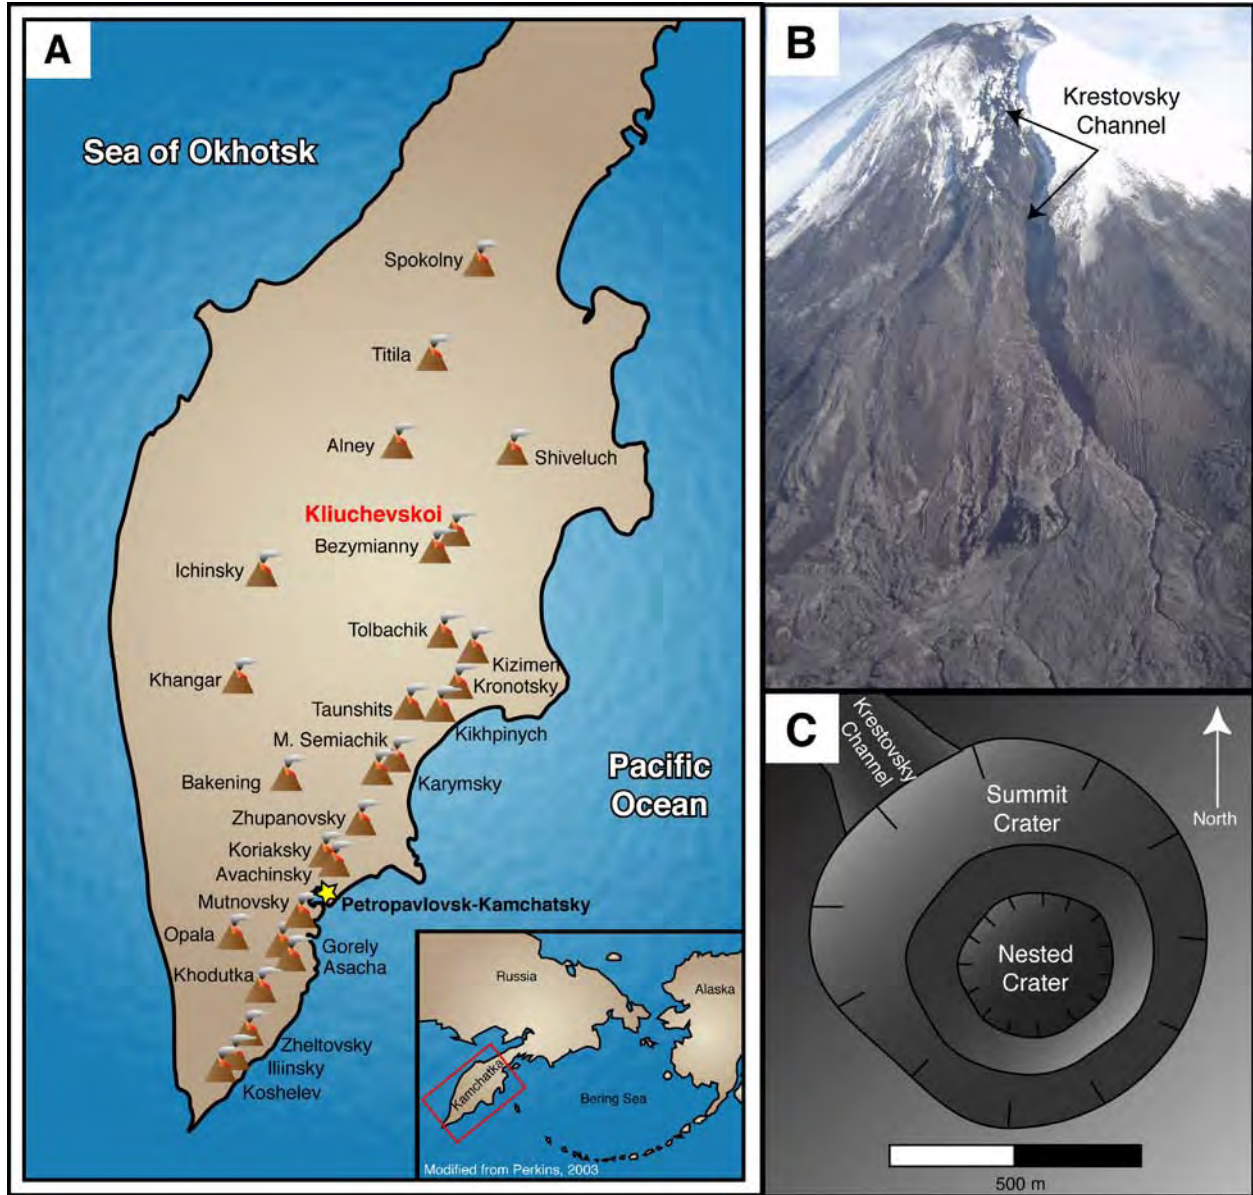 A
Sea of Okhotsk
Spokolny
Titila
Alney
Shiveluch
Kliuchevskoi
Bezymianny
Ichinsky
Tolbachik
Kizimen
Khangar
Kronotsky
Taunshits
Kikhpinych
M. Semiachik
Bakening
Karymsky
Pacific
Ocean
Zhupanovsky
Koriaksky
Avachinsky
Mutnovsky
Petropavlovsk-Kamchatsky
Opala
Gorely
Asacha
Khodutka
Zheltovsky
Iliinsky
Koshelev
Russia
Alaska
Kamchatka
Bering Sea
Modified from Perkins, 2003
B
Krestovsky
Channel
C
Krestovsky
Channel
Summit
Crater
North
Nested
Crater
500 m